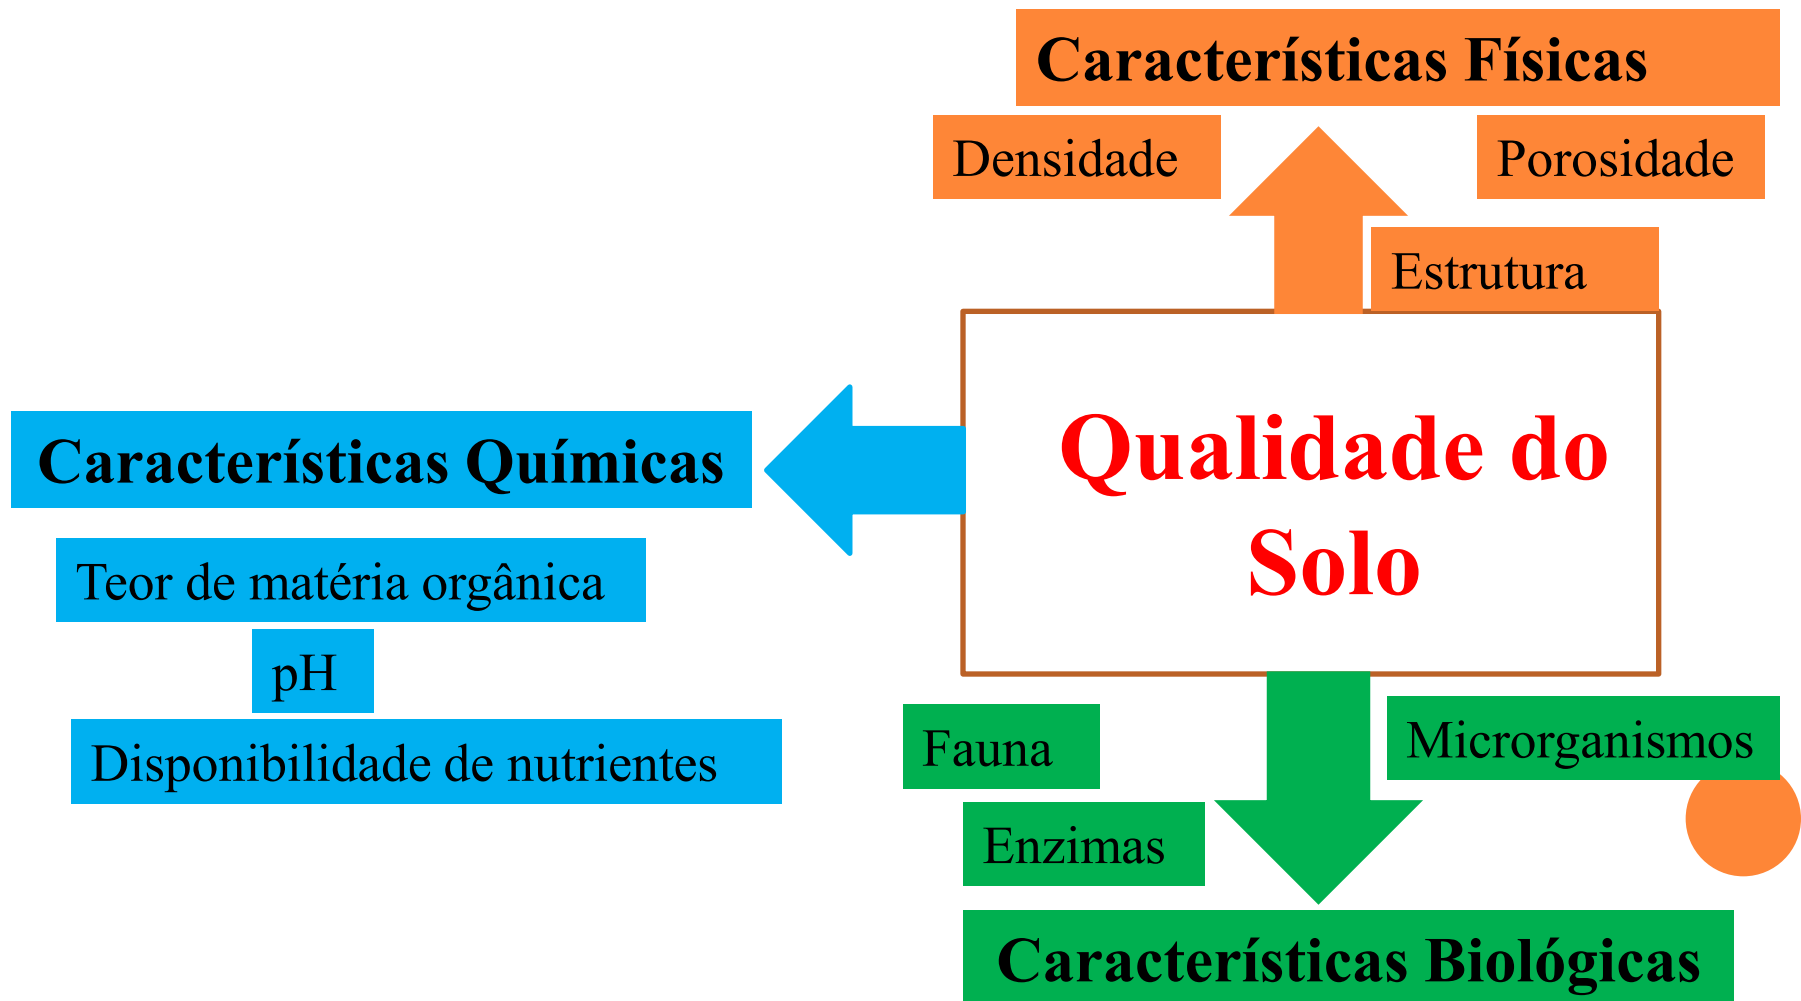 Características Físicas
Densidade
Porosidade
Estrutura
Qualidade do
Solo
Características Químicas
Teor de matéria orgânica
pH
Disponibilidade de nutrientes
Fauna
Microrganismos
Enzimas
Características Biológicas